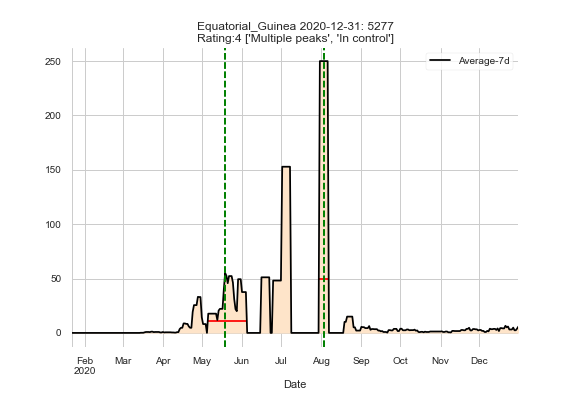 Equatorial_Guinea 2020-12-31: 5277
Rating:4 ['Multiple peaks', 'In control']
Average-7d
250
200
150
100
50
0
Feb Mar Apr May Jun Jul Aug Sep Oct Nov Dec
2020
Date